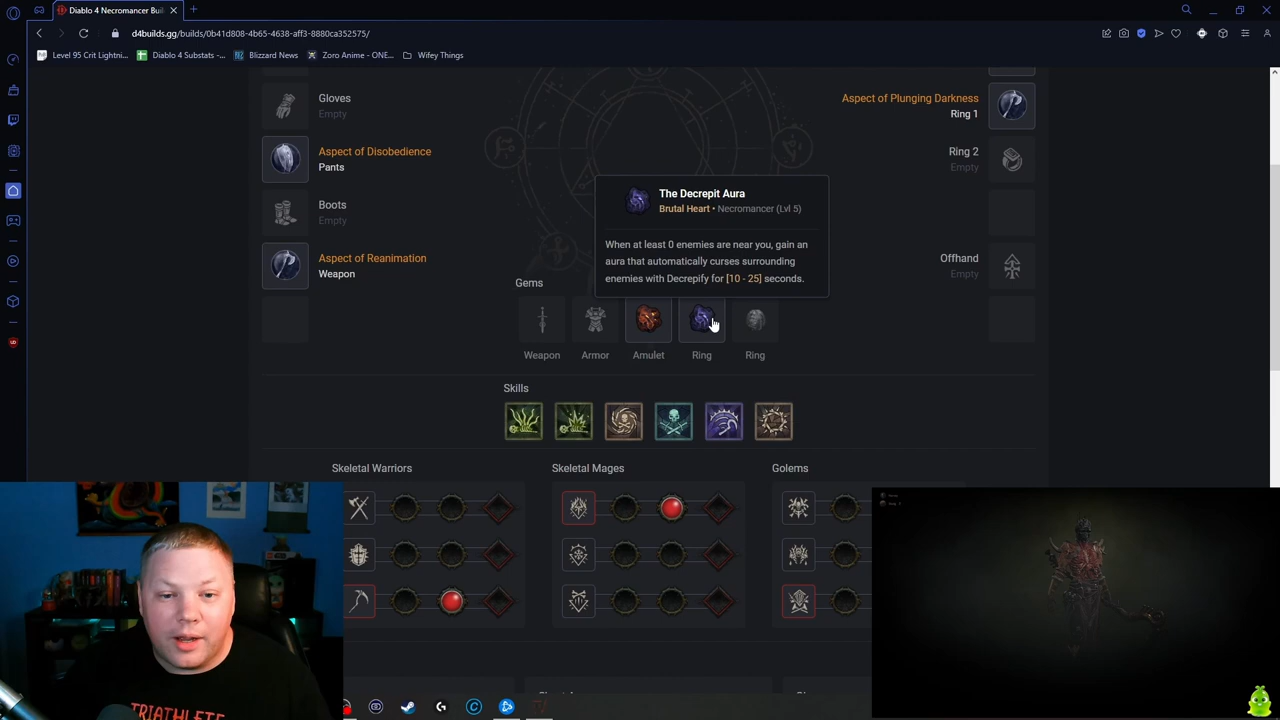 Diablo 4 Necromancer Buil
d4builds.gg/builds/0b41d808-4b65-4638-aff3-8880ca352575/
Level 95 Crit Lightni...
Diablo 4 Substats -...
Blizzard News
Zoro Anime - ONE...
Wifey Things
Gloves
Empty
Aspect of Disobedience
Pants
Boots
Empty
Aspect of Reanimation
Weapon
Aspect of Plunging Darkness
Ring 1
Ring 2
Empty
Offhand
Empty
The Decrepit Aura
Brutal Heart • Necromancer (Lvl 5)
When at least 0 enemies are near you, gain an
aura that automatically curses surrounding
enemies with Decrepify for [10 - 25] seconds.
Gems
Weapon
Armor
Amulet
Ring
Ring
Skills
Skeletal Warriors
Skeletal Mages
Golems
TRIATHLETE